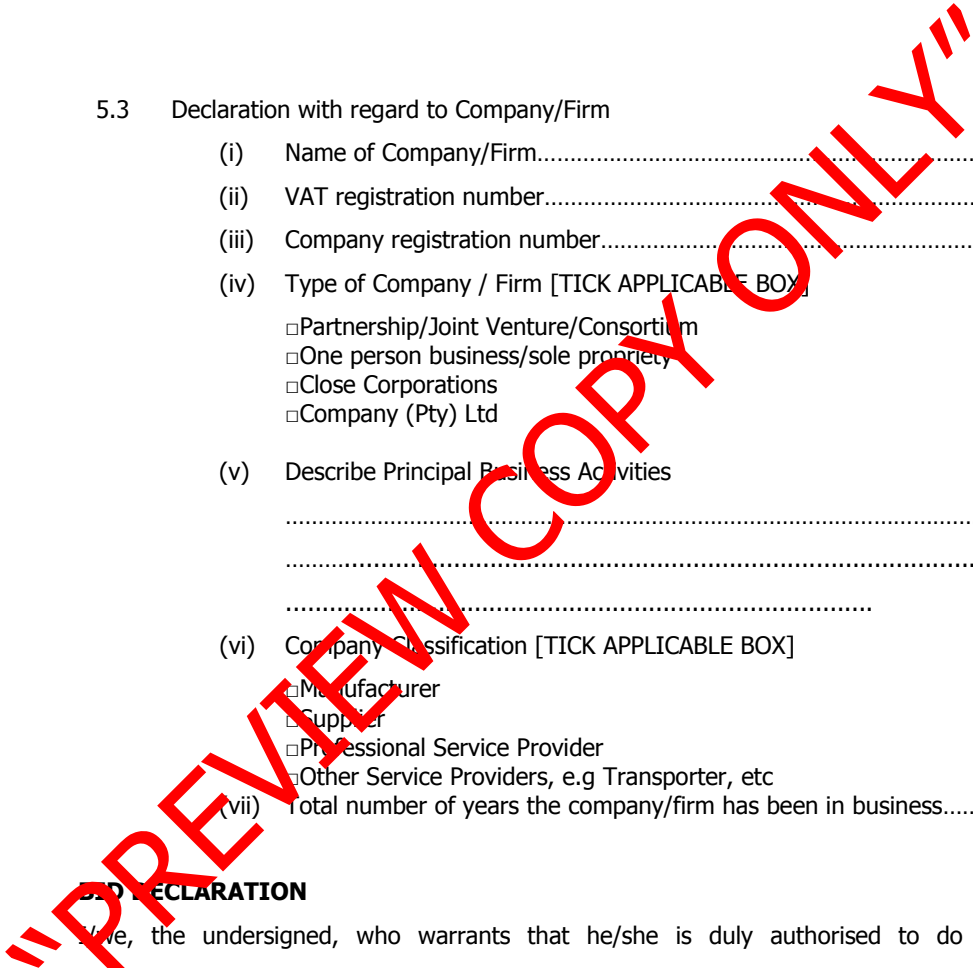 5.3 Declaration with regard to Company/Firm
(i) Name of Company/Firm……………………………………………………………
(ii) VAT registration number……………………………………………………………
(iii) Company registration number……………………………………………………
(iv) Type of Company / Firm [TICK APPLICABLE BOX]
□Partnership/Joint Venture/Consortium
□One person business/sole propriety
□Close Corporations
□Company (Pty) Ltd
(v) Describe Principal Business Activities
……………………………………………………………………………………
……………………………………………………………………………………
………………………………………………………………………
(vi) Company Classification [TICK APPLICABLE BOX]
□Manufacturer
□Supplier
□Professional Service Provider
□Other Service Providers, e.g Transporter, etc
(vii) Total number of years the company/firm has been in business……
BID DECLARATION
I/we, the undersigned, who warrants that he/she is duly authorised to do
"PREVIEW COPY ONLY"